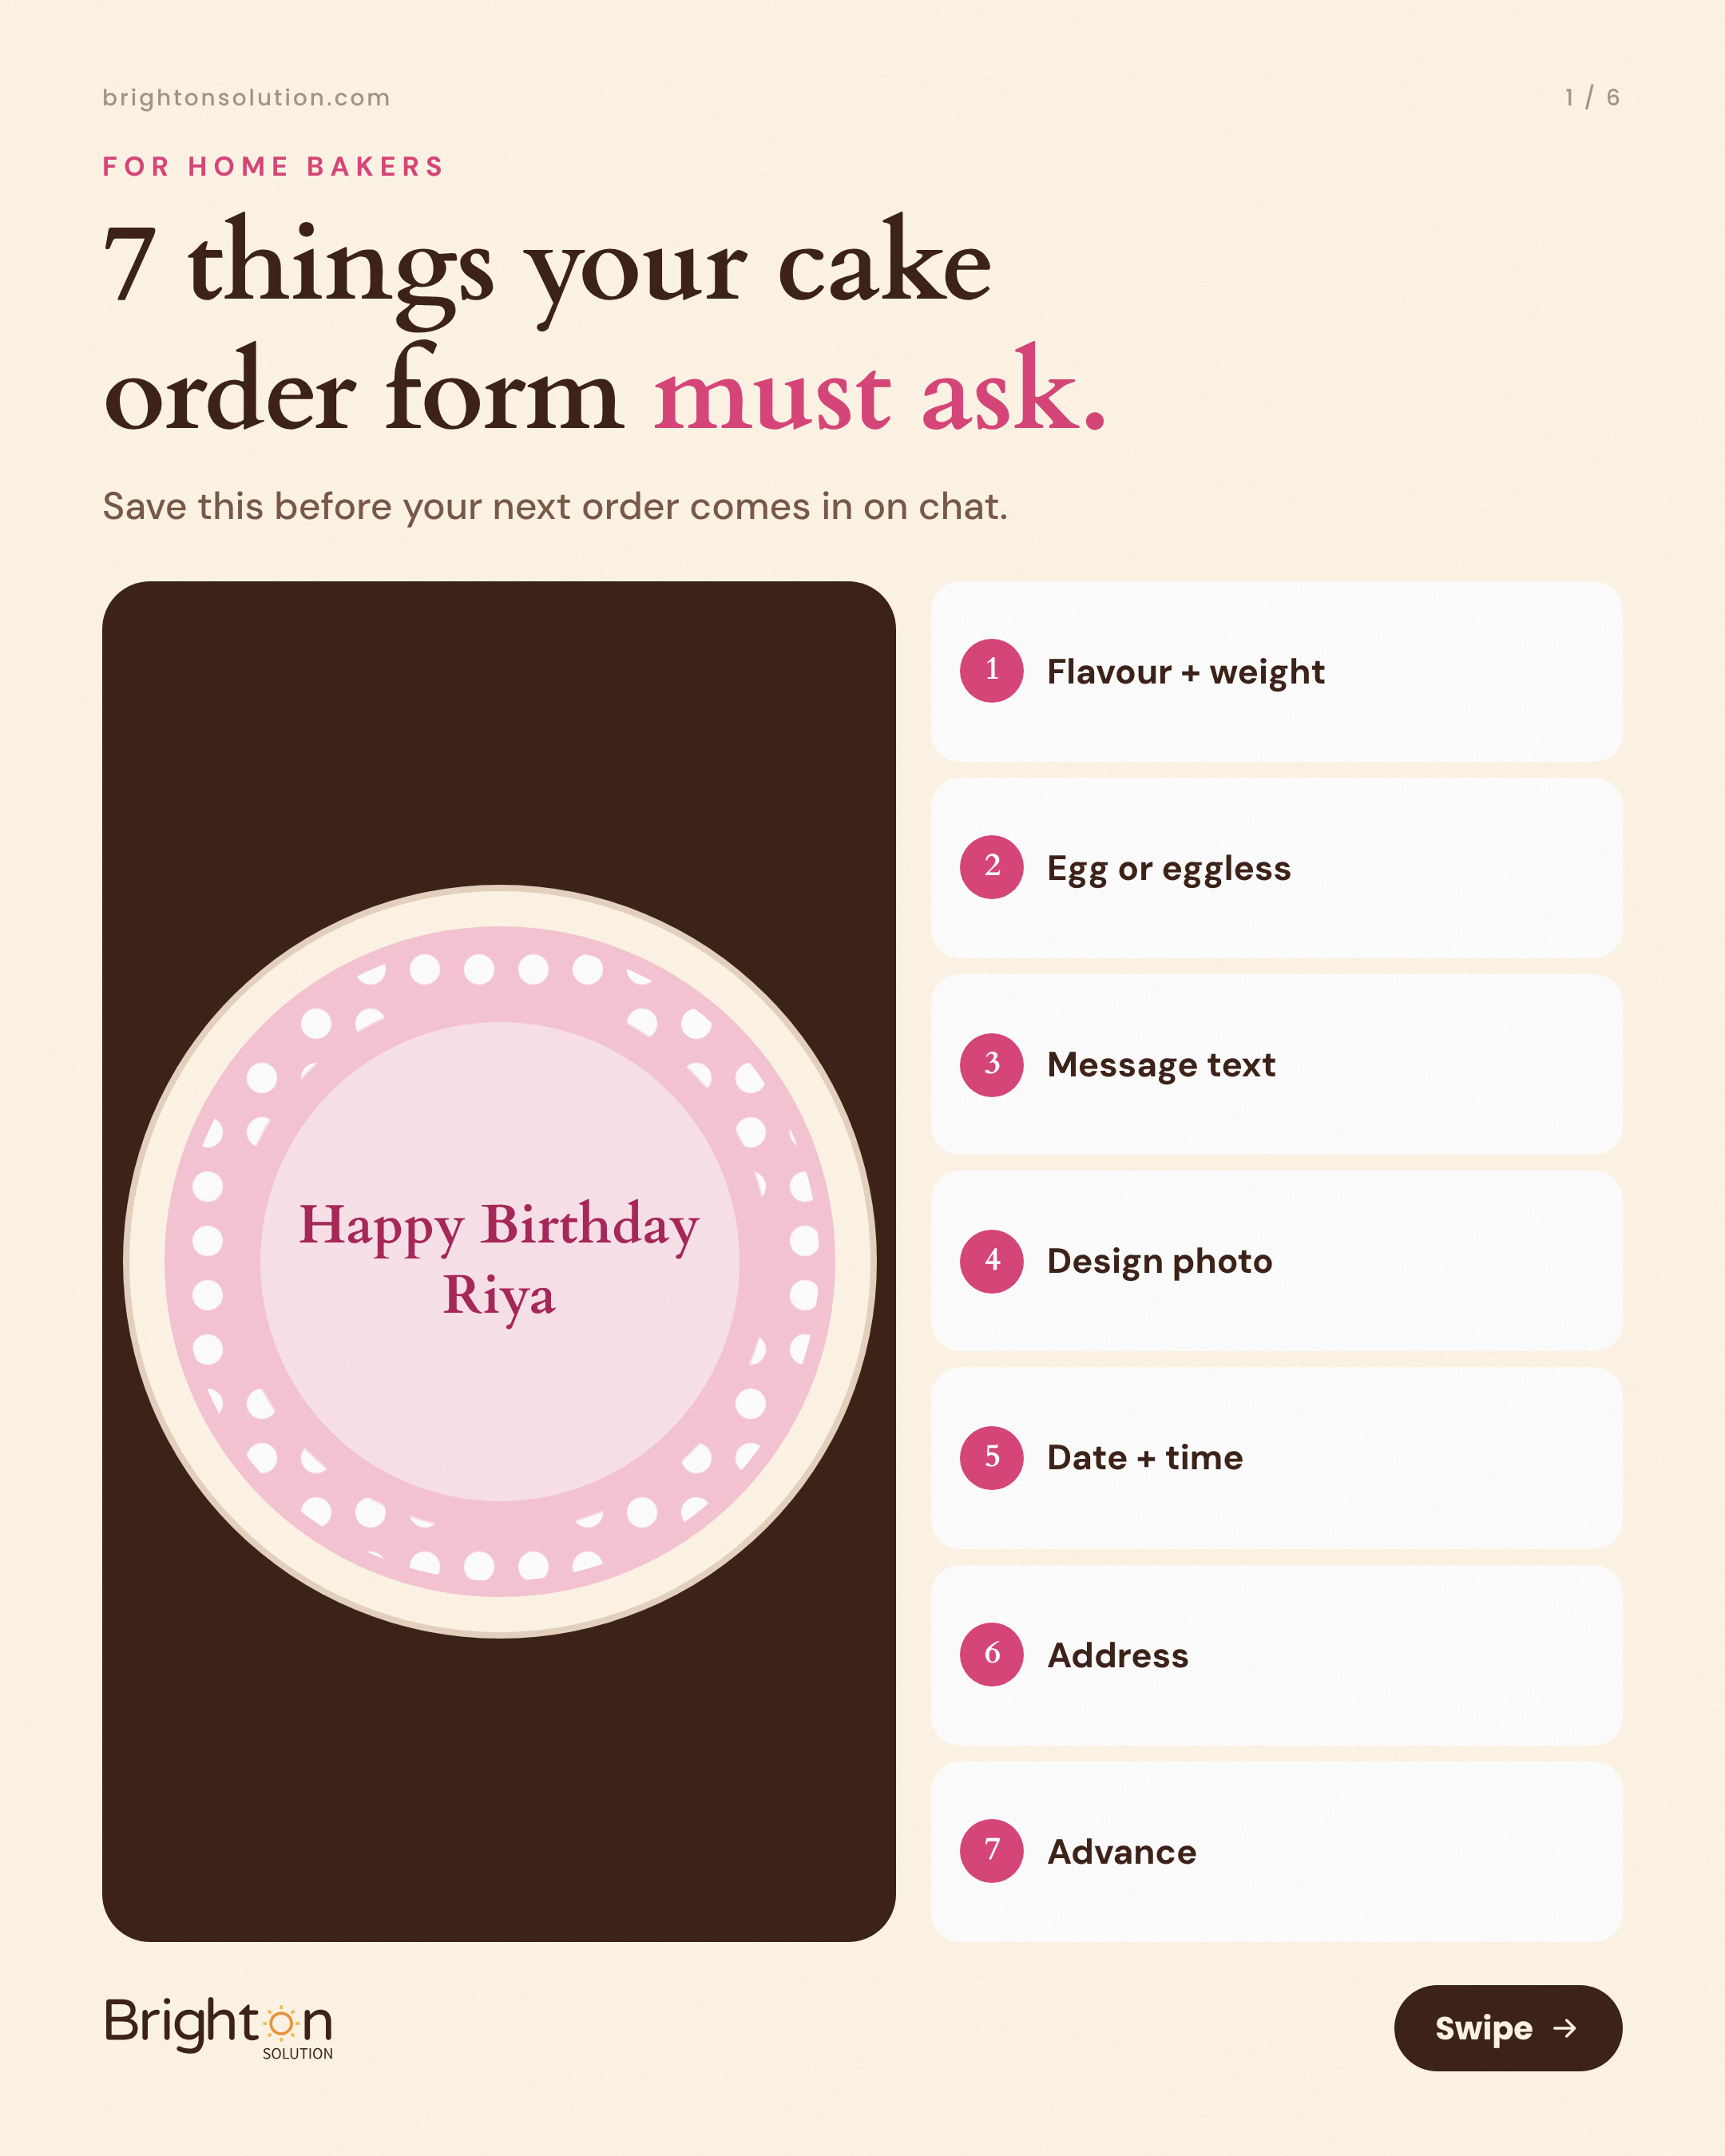 brightonsolution.com
1 / 6
FOR HOME BAKERS
7 things your cake
order form must ask.
Save this before your next order comes in on chat.
Happy Birthday
Riya
1 Flavour + weight
2 Egg or eggless
3 Message text
4 Design photo
5 Date + time
6 Address
7 Advance
Brighton
SOLUTION
Swipe →